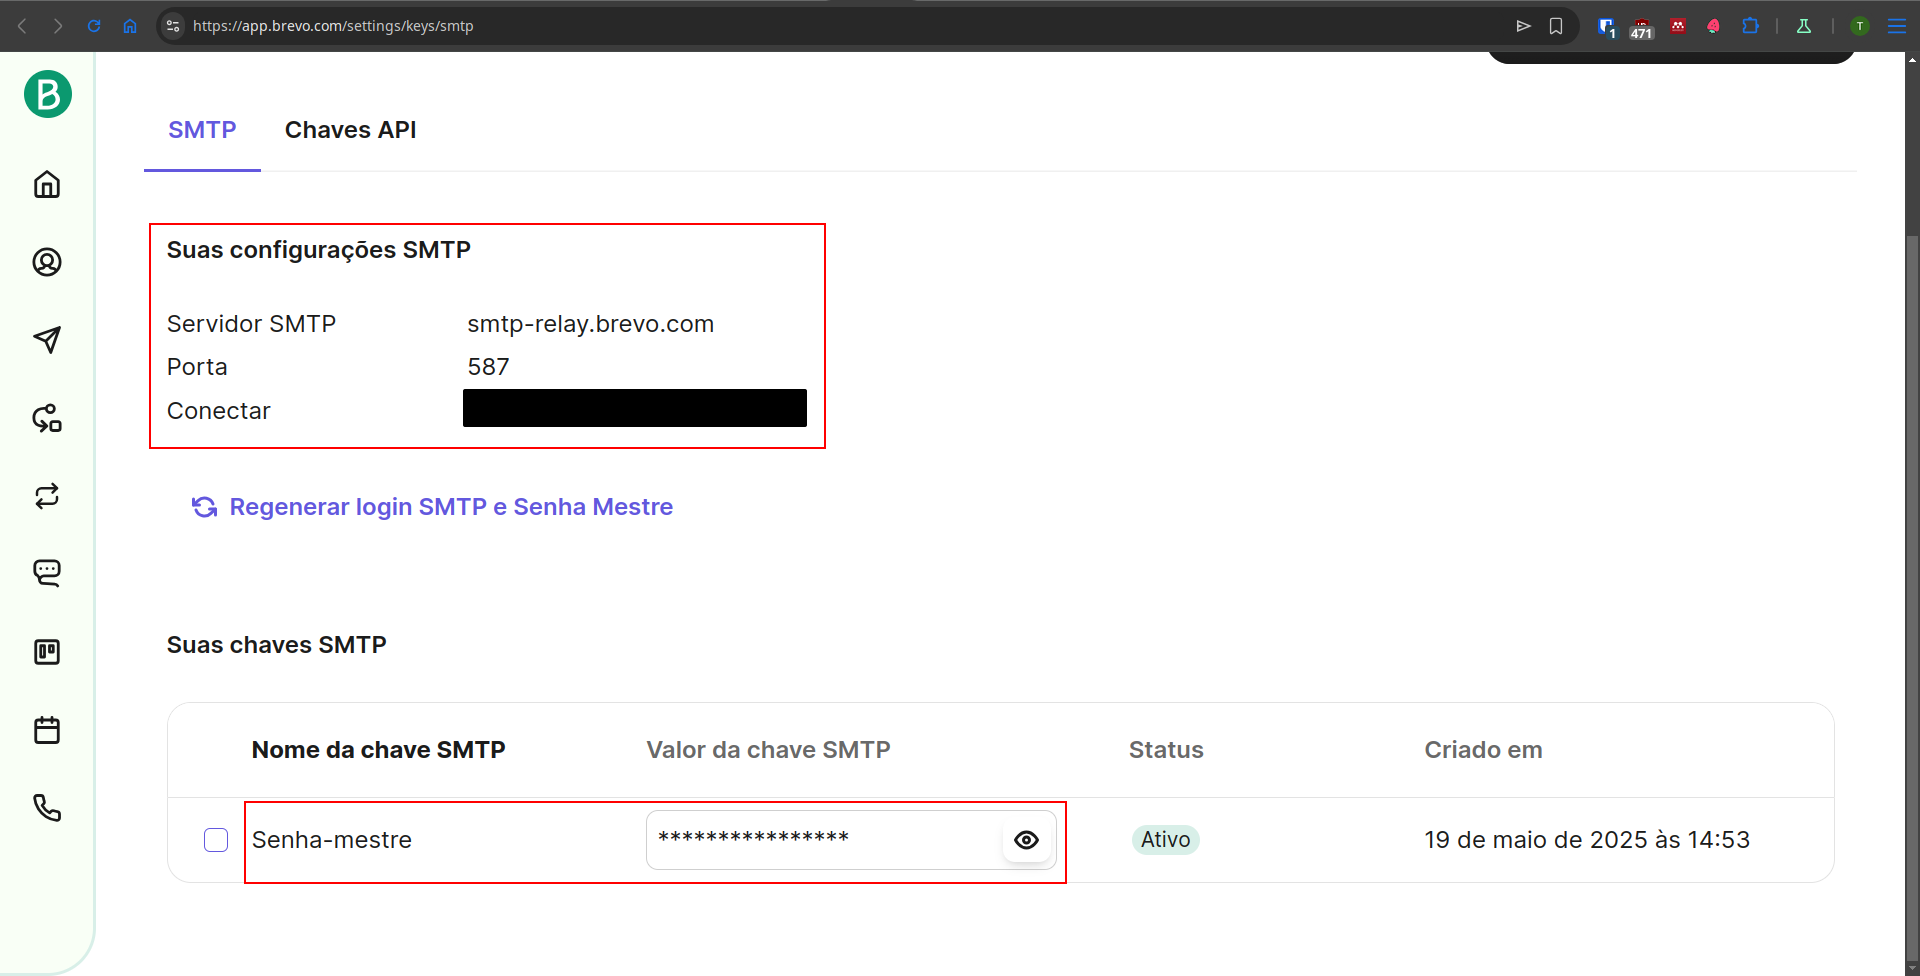 https://app.brevo.com/settings/keys/smtp
1
471
T
B
SMTP
Chaves API
Suas configurações SMTP
Servidor SMTP
smtp-relay.brevo.com
Porta
587
Conectar
Regenerar login SMTP e Senha Mestre
Suas chaves SMTP
Nome da chave SMTP
Valor da chave SMTP
Status
Criado em
Senha-mestre
****************
Ativo
19 de maio de 2025 às 14:53